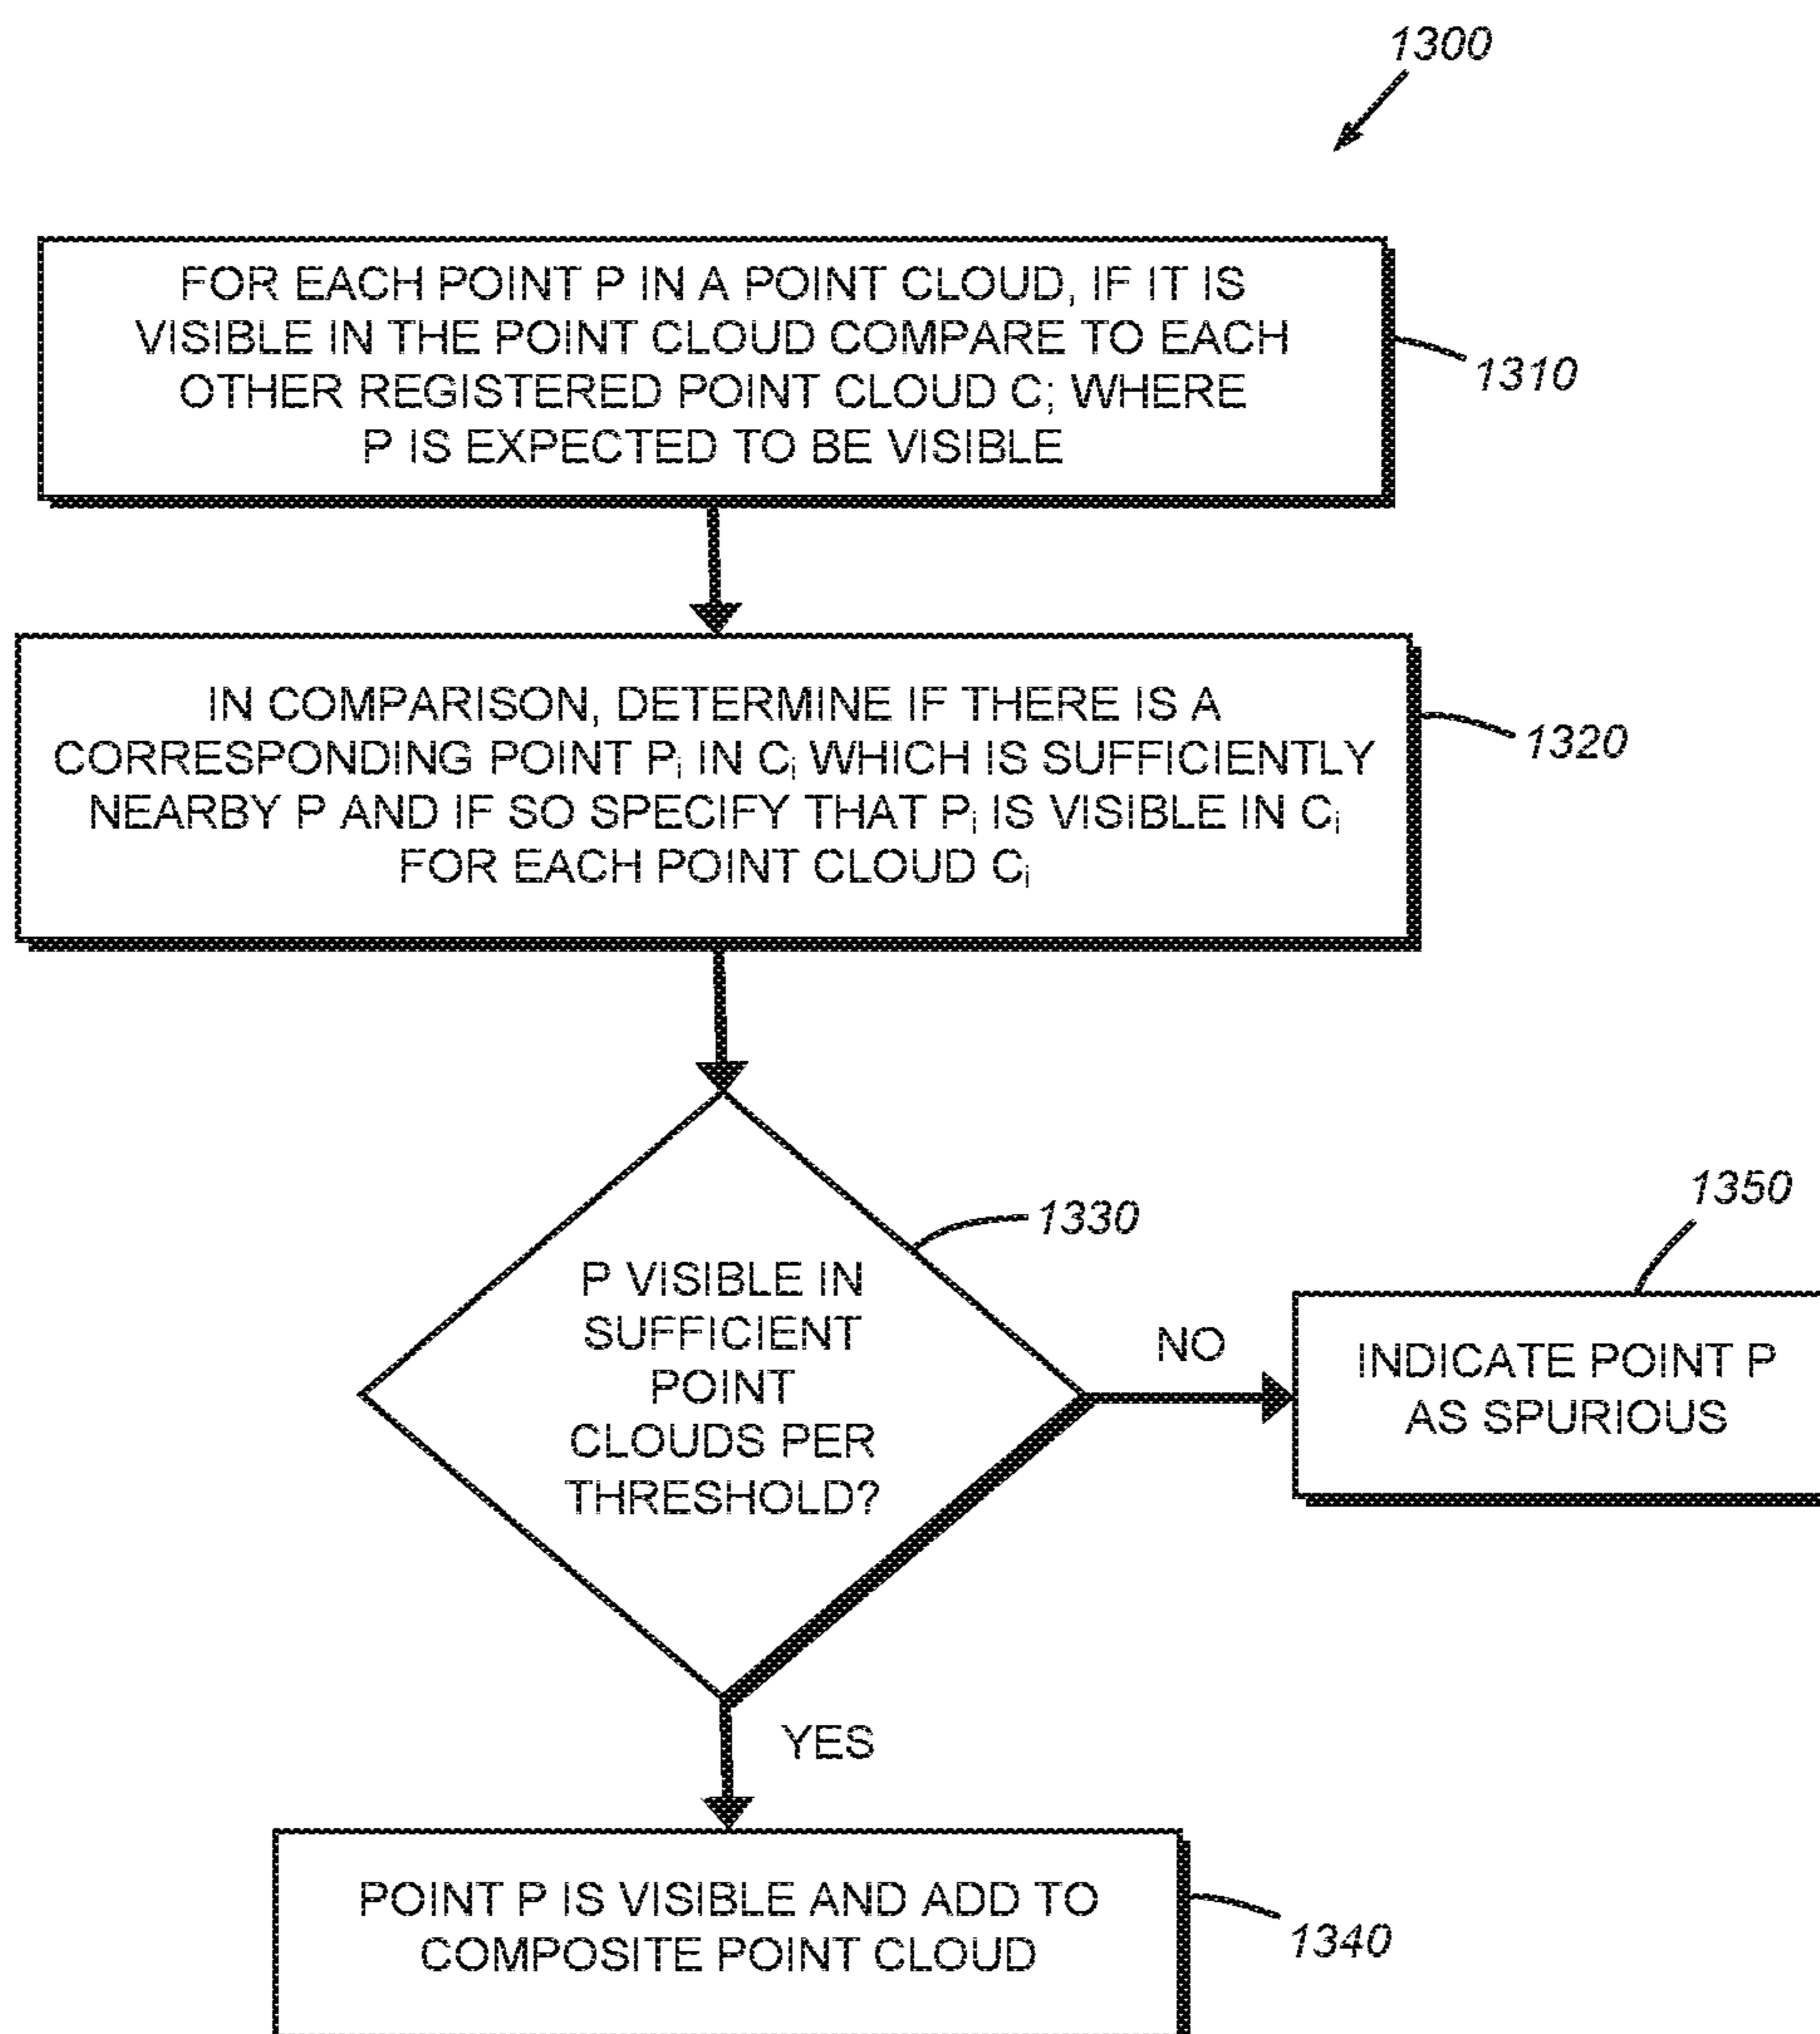 1300
FOR EACH POINT P IN A POINT CLOUD, IF IT IS
VISIBLE IN THE POINT CLOUD COMPARE TO EACH
OTHER REGISTERED POINT CLOUD C; WHERE
P IS EXPECTED TO BE VISIBLE
1310
IN COMPARISON, DETERMINE IF THERE IS A
CORRESPONDING POINT Pᵢ IN Cᵢ WHICH IS SUFFICIENTLY
NEARBY P AND IF SO SPECIFY THAT Pᵢ IS VISIBLE IN Cᵢ
FOR EACH POINT CLOUD Cᵢ
1320
P VISIBLE IN
SUFFICIENT
POINT
CLOUDS PER
THRESHOLD?
1330
NO
1350
INDICATE POINT P
AS SPURIOUS
YES
POINT P IS VISIBLE AND ADD TO
COMPOSITE POINT CLOUD
1340